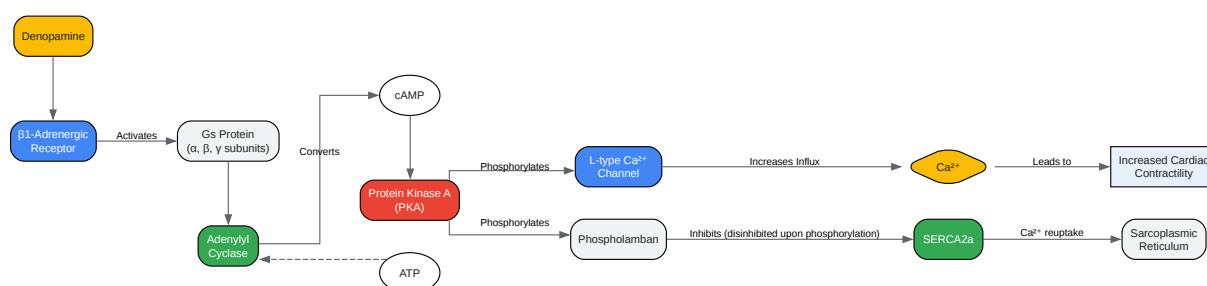 Denopamine
β1-Adrenergic
Receptor
Activates
Gs Protein
(α, β, γ subunits)
Adenylyl
Cyclase
Converts
cAMP
ATP
Protein Kinase A
(PKA)
Phosphorylates
L-type Ca²⁺
Channel
Increases Influx
Ca²⁺
Leads to
Increased Cardiac
Contractility
Phosphorylates
Phospholamban
Inhibits (disinhibited upon phosphorylation)
SERCA2a
Ca²⁺ reuptake
Sarcoplasmic
Reticulum